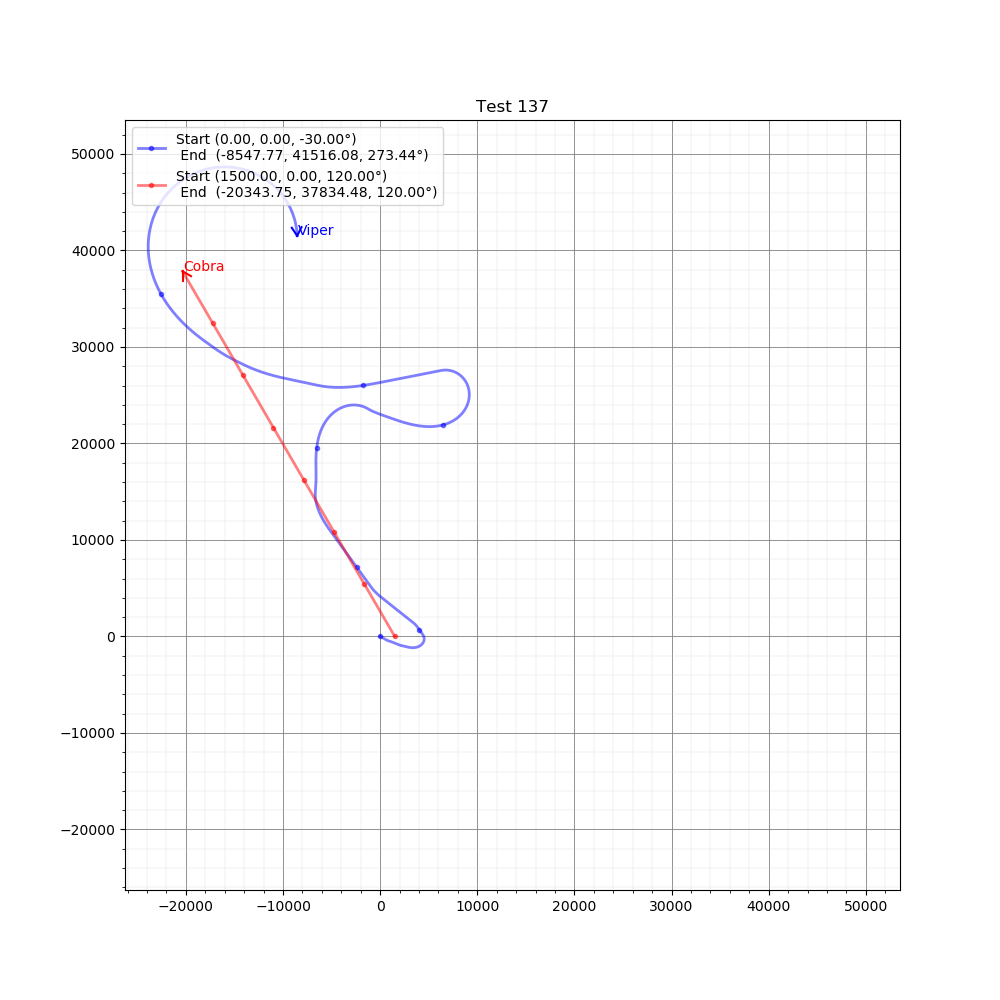 Test 137
Start (0.00, 0.00, -30.00°)
End  (-8547.77, 41516.08, 273.44°)
Start (1500.00, 0.00, 120.00°)
End  (-20343.75, 37834.48, 120.00°)
Viper
Cobra
50000
40000
30000
20000
10000
0
−10000
−20000
−20000 −10000 0 10000 20000 30000 40000 50000